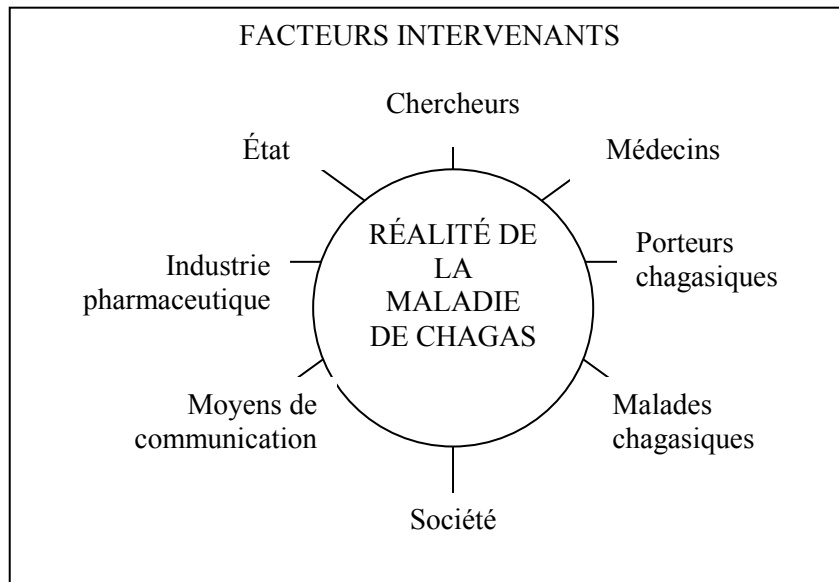 FACTEURS INTERVENANTS
Chercheurs
État
Médecins
RÉALITÉ DE
LA
MALADIE
DE CHAGAS
Industrie
pharmaceutique
Porteurs
chagasiques
Moyens de
communication
Malades
chagasiques
Société